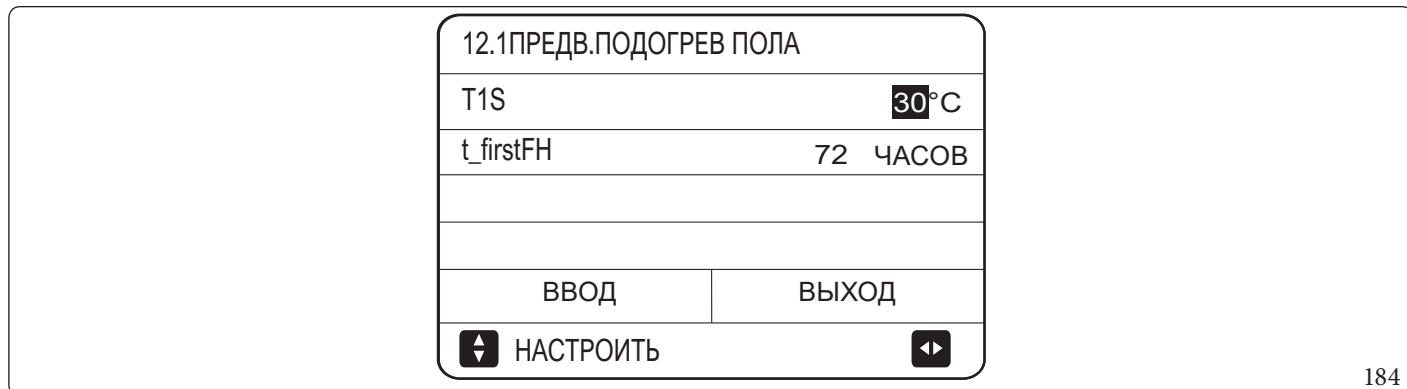 12.1ПРЕДВ.ПОДОГРЕВ ПОЛА
T1S 30°C
t_firstFH 72 ЧАСОВ
ВВОД ВЫХОД
НАСТРОИТЬ
184